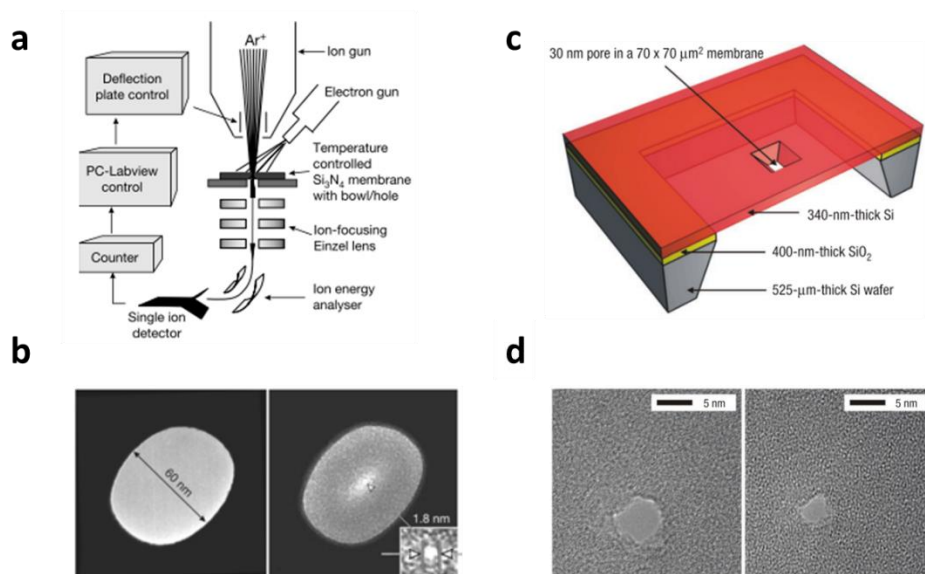 a
Ar⁺
Ion gun
Deflection
plate control
Electron gun
PC-Labview
control
Temperature
controlled
Si₃N₄ membrane
with bowl/hole
Counter
Ion-focusing
Einzel lens
Ion energy
analyser
Single ion
detector
b
60 nm
1.8 nm
c
30 nm pore in a 70 x 70 μm² membrane
340-nm-thick Si
400-nm-thick SiO₂
525-μm-thick Si wafer
d
5 nm
5 nm